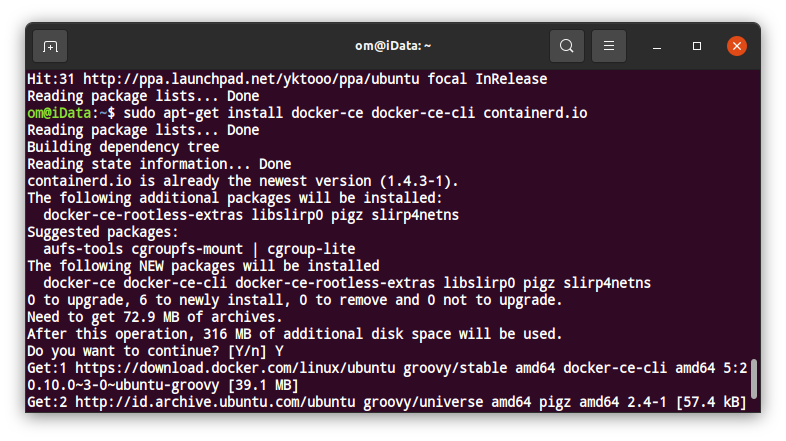 om@iData: ~
Hit:31 http://ppa.launchpad.net/yktooo/ppa/ubuntu focal InRelease
Reading package lists... Done
om@iData:~$ sudo apt-get install docker-ce docker-ce-cli containerd.io
Reading package lists... Done
Building dependency tree
Reading state information... Done
containerd.io is already the newest version (1.4.3-1).
The following additional packages will be installed:
  docker-ce-rootless-extras libslirp0 pigz slirp4netns
Suggested packages:
  aufs-tools cgroupfs-mount | cgroup-lite
The following NEW packages will be installed
  docker-ce docker-ce-cli docker-ce-rootless-extras libslirp0 pigz slirp4netns
0 to upgrade, 6 to newly install, 0 to remove and 0 not to upgrade.
Need to get 72.9 MB of archives.
After this operation, 316 MB of additional disk space will be used.
Do you want to continue? [Y/n] Y
Get:1 https://download.docker.com/linux/ubuntu groovy/stable amd64 docker-ce-cli amd64 5:2
0.10.0~3-0~ubuntu-groovy [39.1 MB]
Get:2 http://id.archive.ubuntu.com/ubuntu groovy/universe amd64 pigz amd64 2.4-1 [57.4 kB]